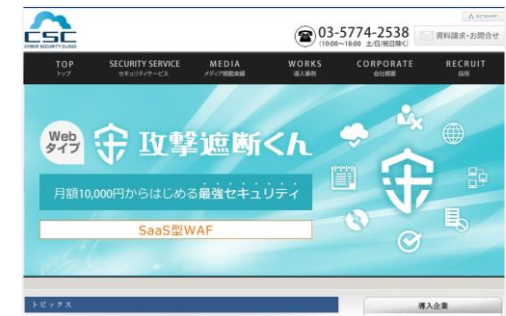 CSC
CYBER SECURITY CLOUD
03-5774-2538
(10:00〜18:00 土/日/祝日除く)
資料請求・お問合せ
TOP
トップ
SECURITY SERVICE
セキュリティサービス
MEDIA
メディア掲載実績
WORKS
導入事例
CORPORATE
会社概要
RECRUIT
採用
Web
タイプ
攻撃遮断くん
月額10,000円からはじめる最強セキュリティ
SaaS型WAF
トピックス
導入企業